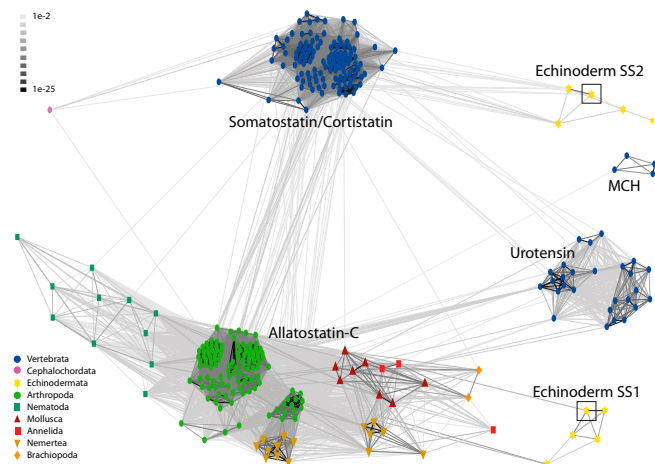 1e-2
1e-25
Echinoderm SS2
Somatostatin/Cortistatin
MCH
Urotensin
Allatostatin-C
Echinoderm SS1
Vertebrata
Cephalochordata
Echinodermata
Arthropoda
Nematoda
Mollusca
Annelida
Nemertea
Brachiopoda